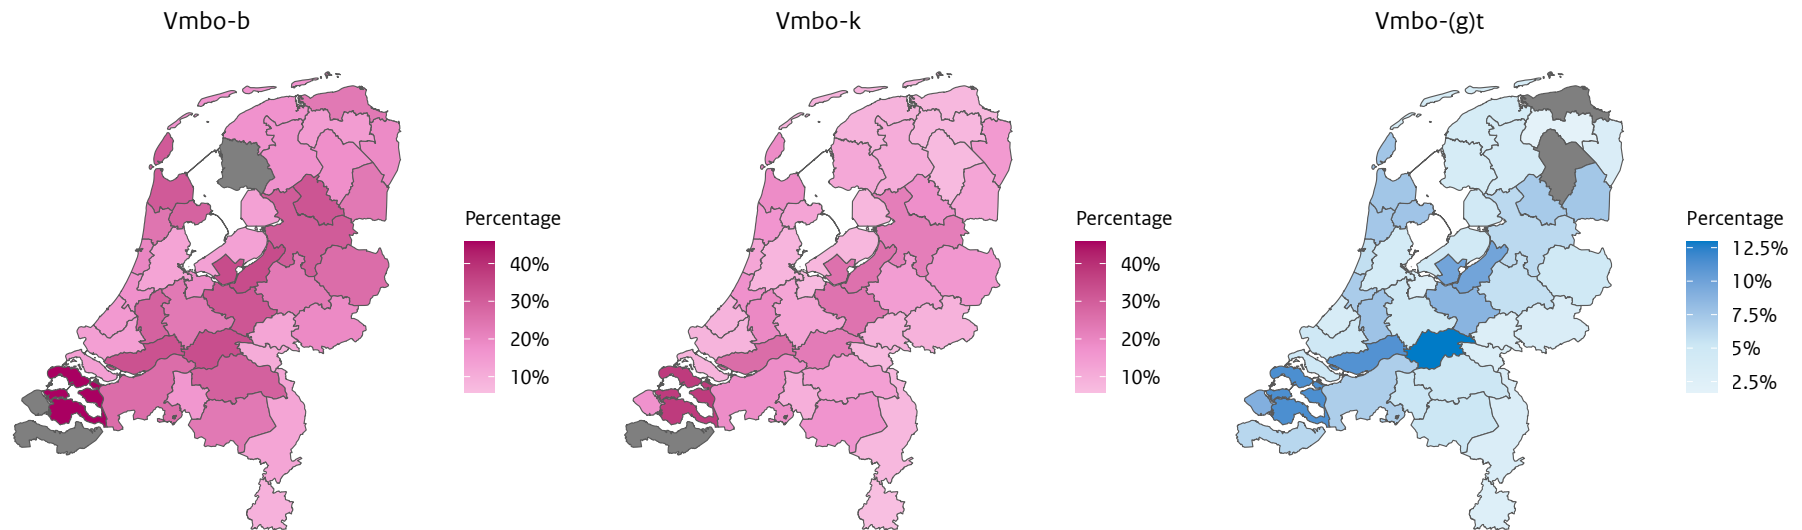 Vmbo-b
Vmbo-k
Vmbo-(g)t
Percentage
40%
30%
20%
10%
Percentage
40%
30%
20%
10%
Percentage
12.5%
10%
7.5%
5%
2.5%